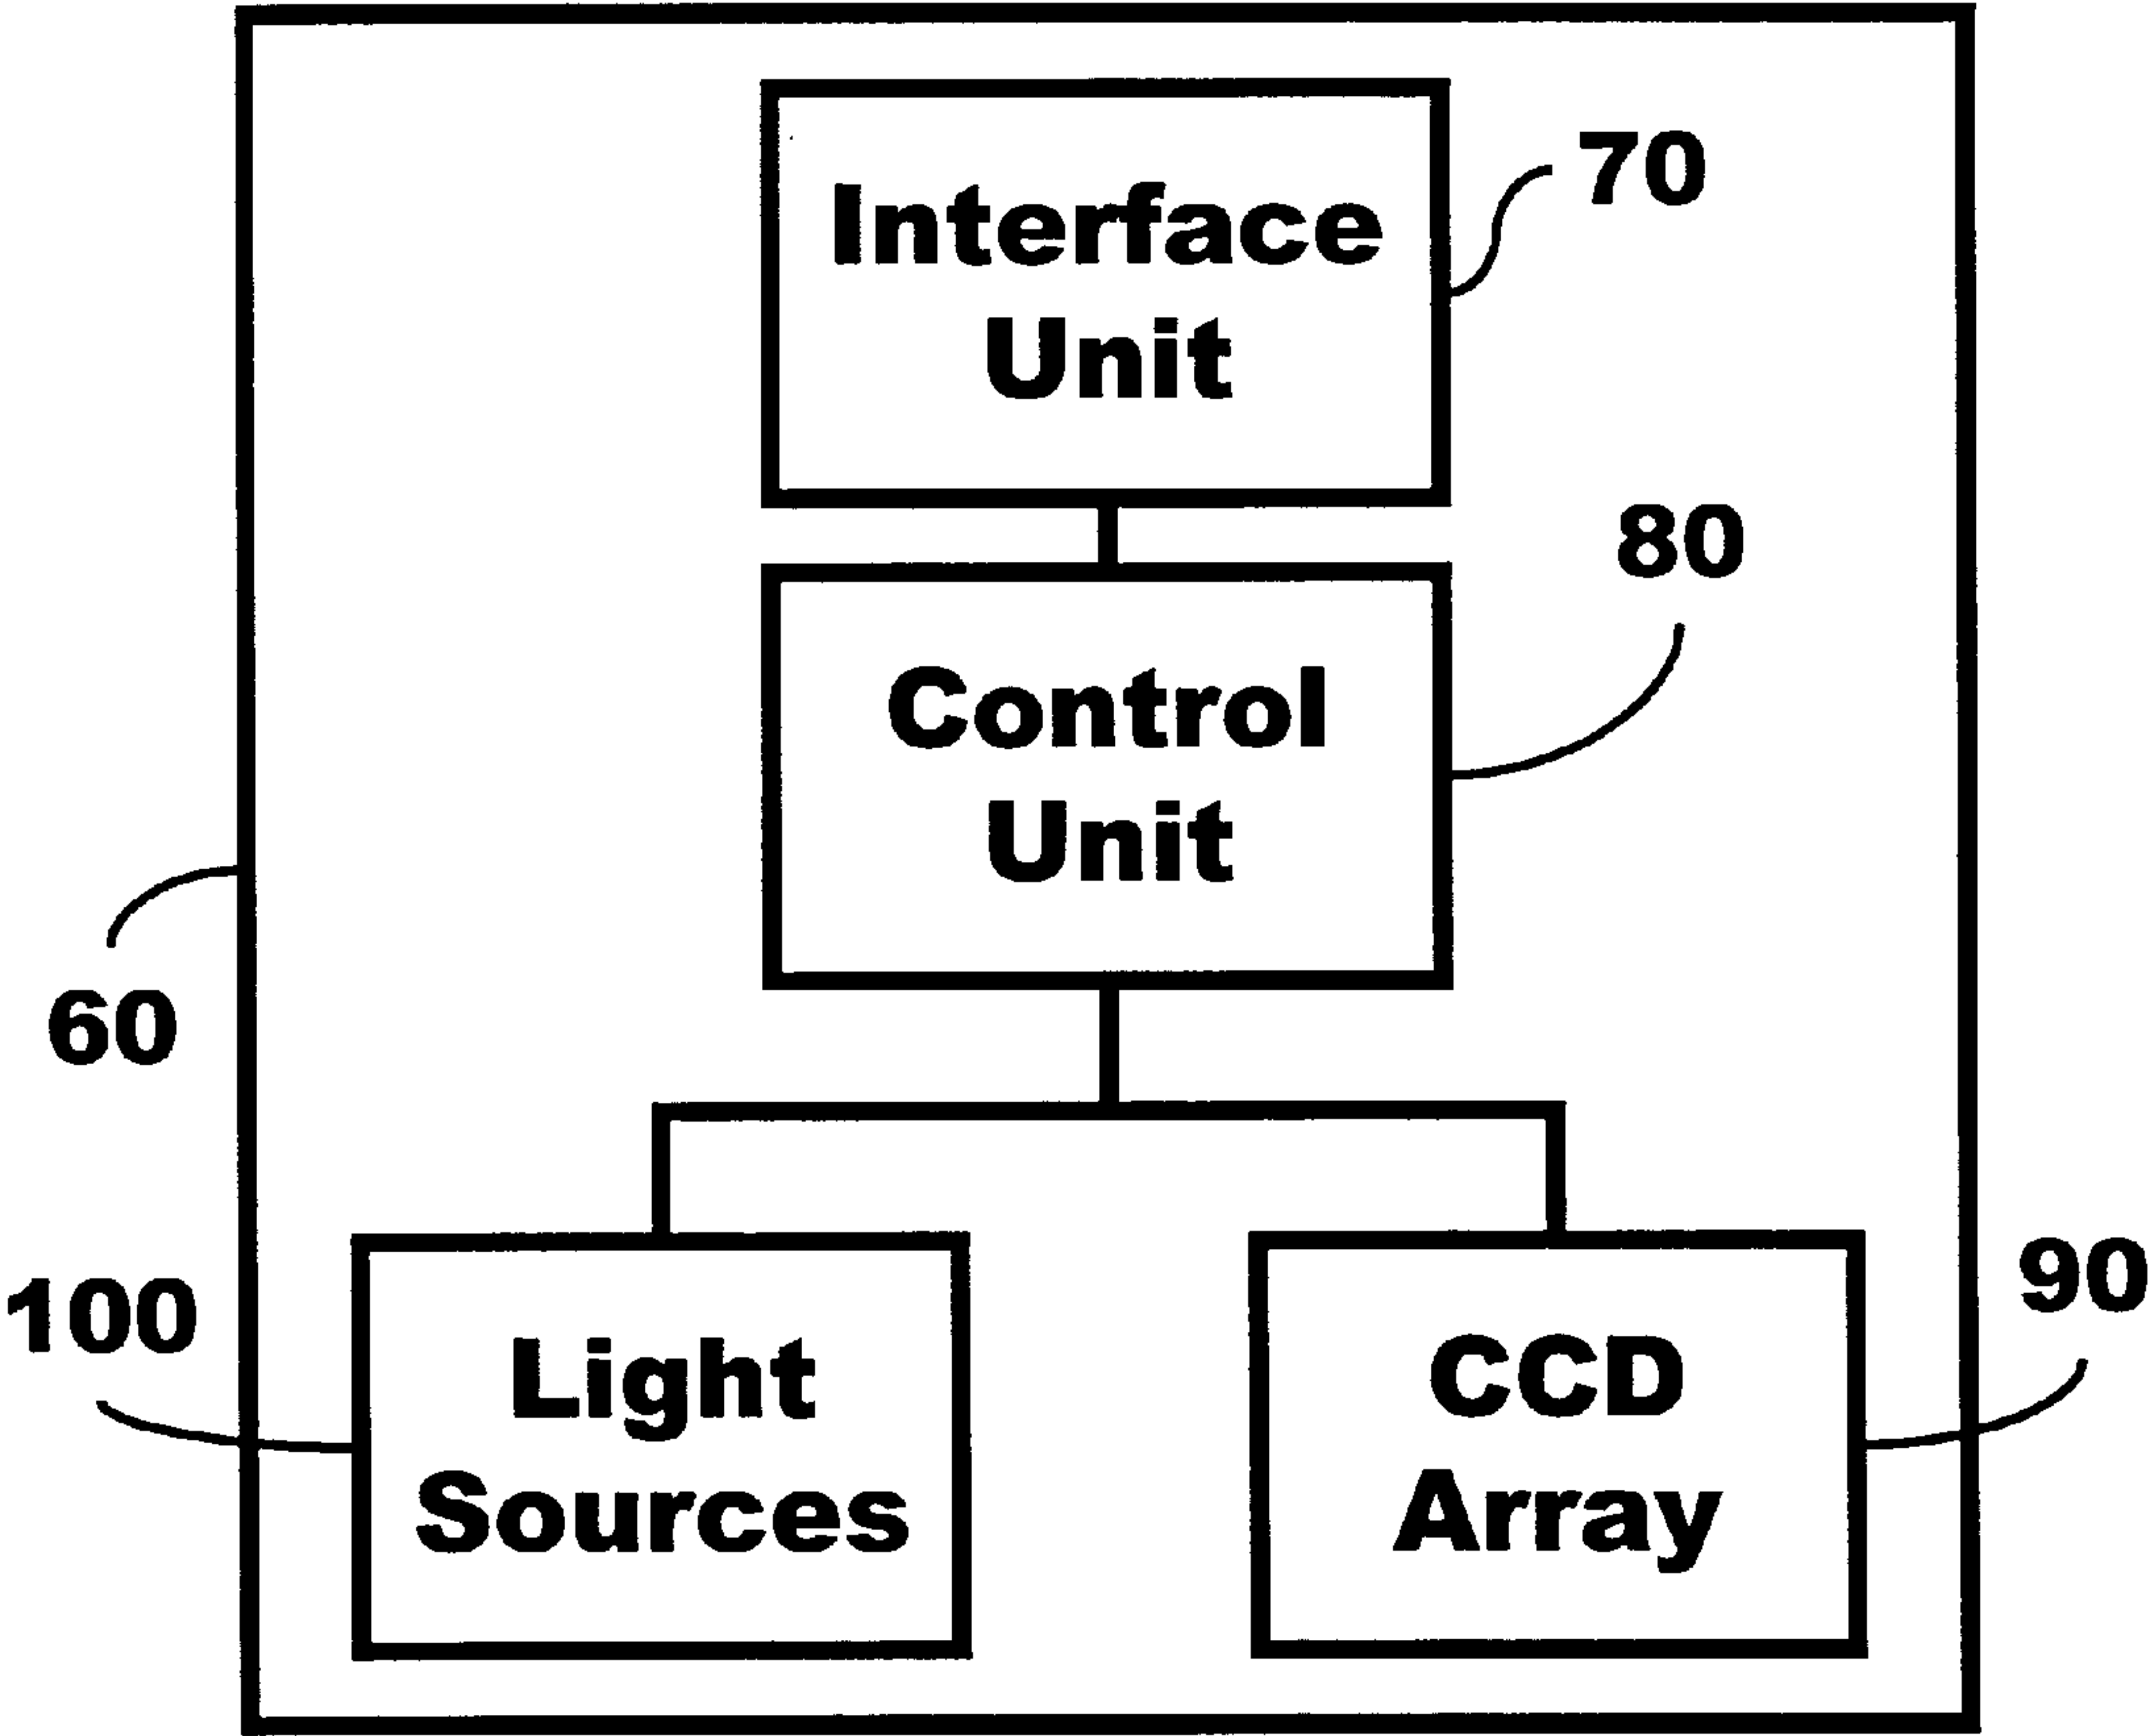 Interface
Unit
70
80
Control
Unit
60
100
Light
Sources
90
CCD
Array